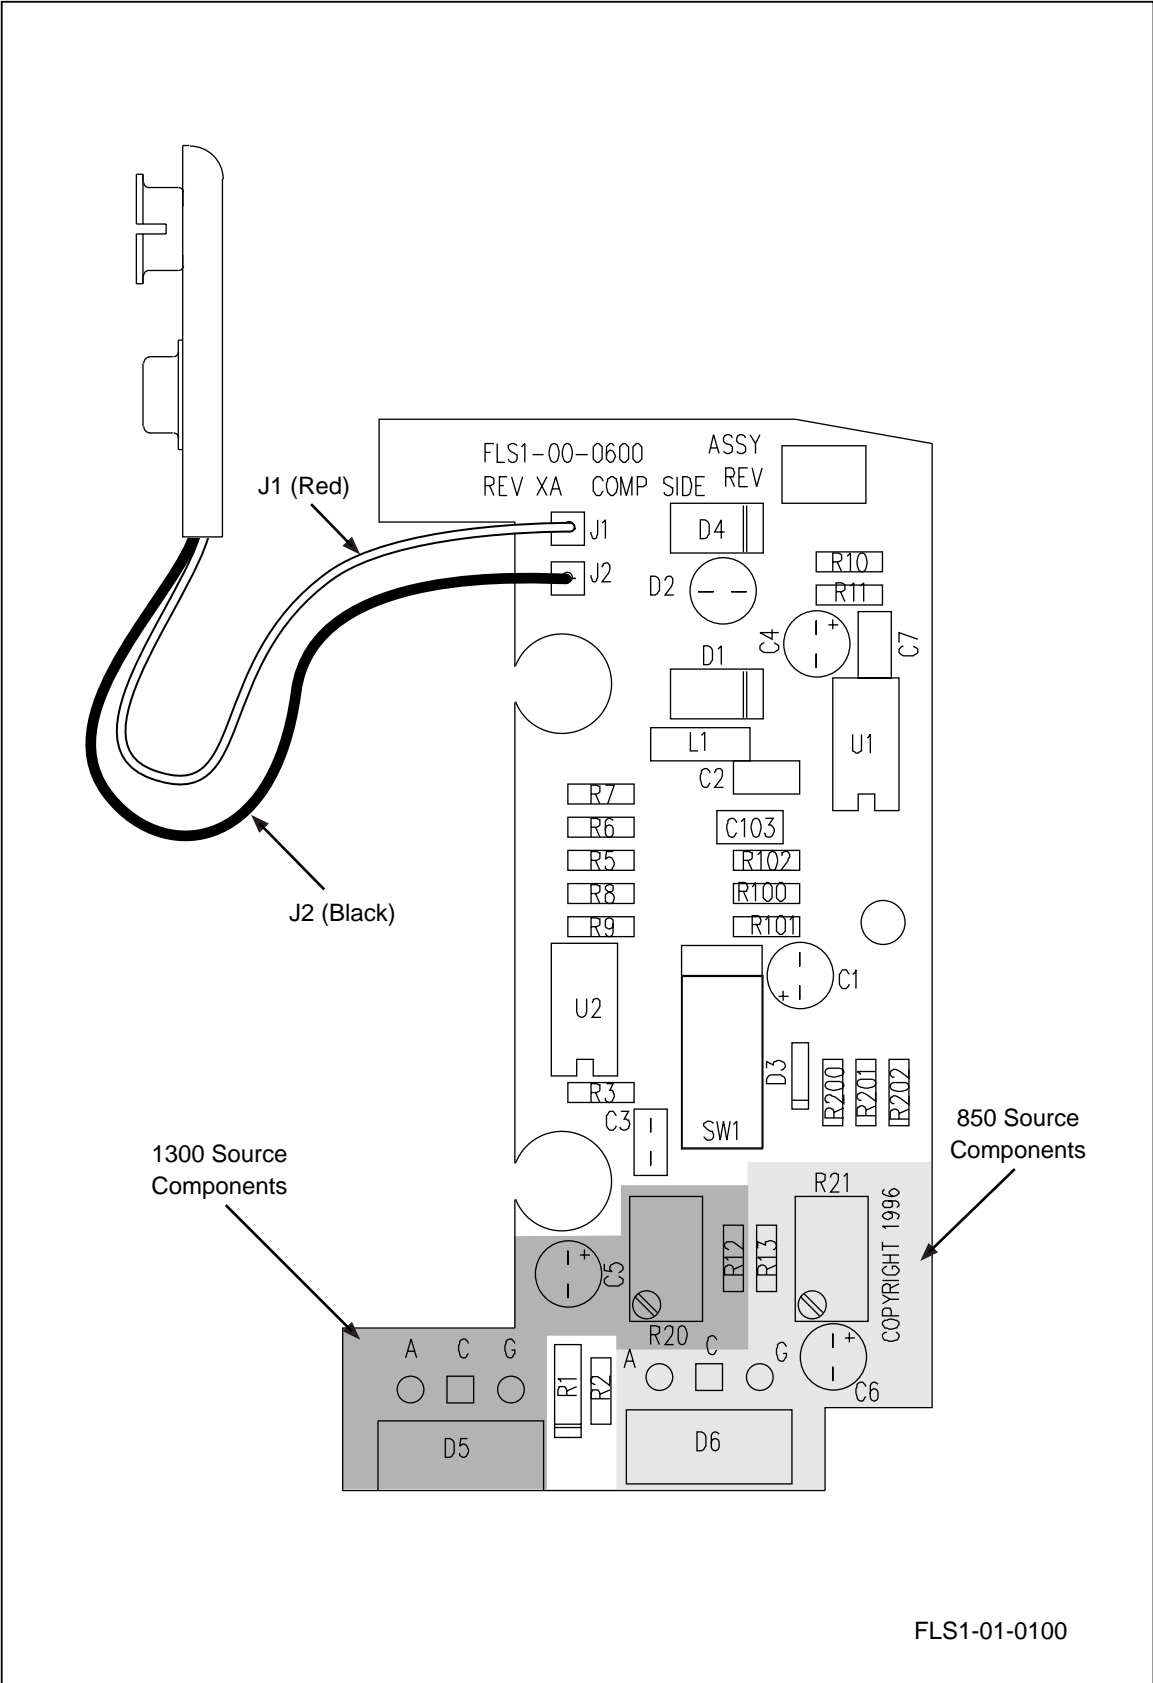 FLS1-00-0600
REV XA COMP SIDE
ASSY
REV
J1 (Red)
J1
D4
J2
D2
R10
R11
C4
+
C7
D1
L1
U1
C2
R7
R6
C103
R5
R102
R8
R100
J2 (Black)
R9
R101
C1
+
U2
D3
R3
R200
R201
R202
C3
SW1
850 Source
Components
1300 Source
Components
R21
COPYRIGHT 1996
C5
+
R12
R13
R20
A
C
G
A
C
G
+
C6
R1
R2
D5
D6
FLS1-01-0100